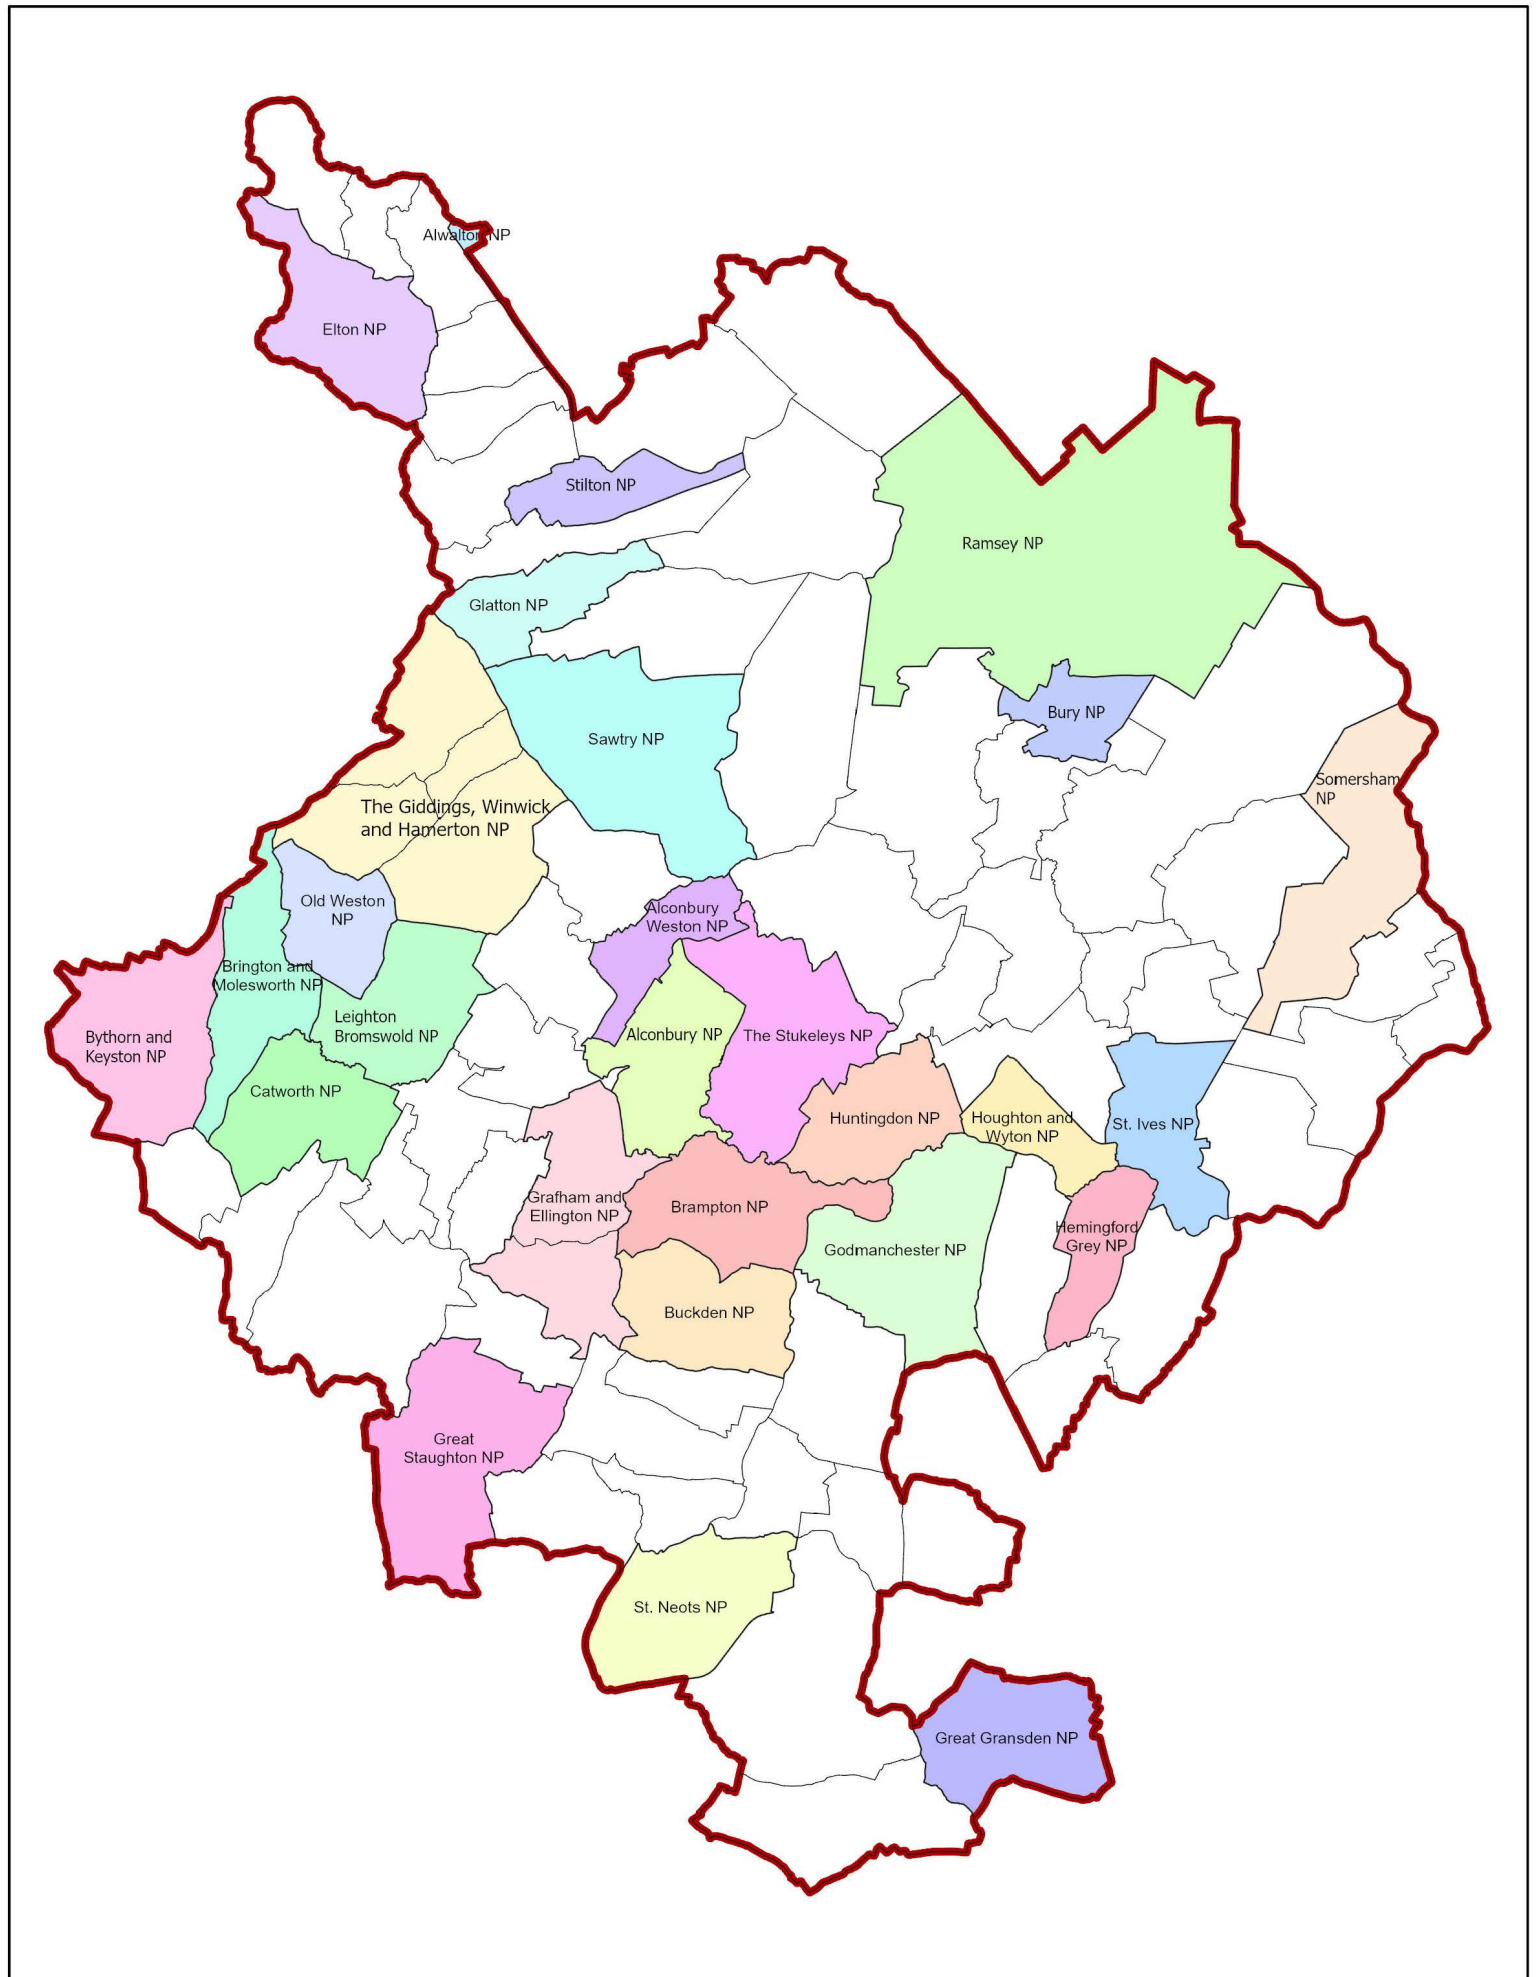 Alwalton NP
Elton NP
Stilton NP
Ramsey NP
Glatton NP
Bury NP
Sawtry NP
Somersham
NP
The Giddings, Winwick
and Hamerton NP
Old Weston
NP
Alconbury
Weston NP
Brington and
Molesworth NP
Leighton
Bromswold NP
Bythorn and
Keyston NP
Alconbury NP
The Stukeleys NP
Catworth NP
Huntingdon NP
Houghton and
Wyton NP
St. Ives NP
Grafham and
Ellington NP
Brampton NP
Hemingford
Grey NP
Godmanchester NP
Buckden NP
Great
Staughton NP
St. Neots NP
Great Gransden NP